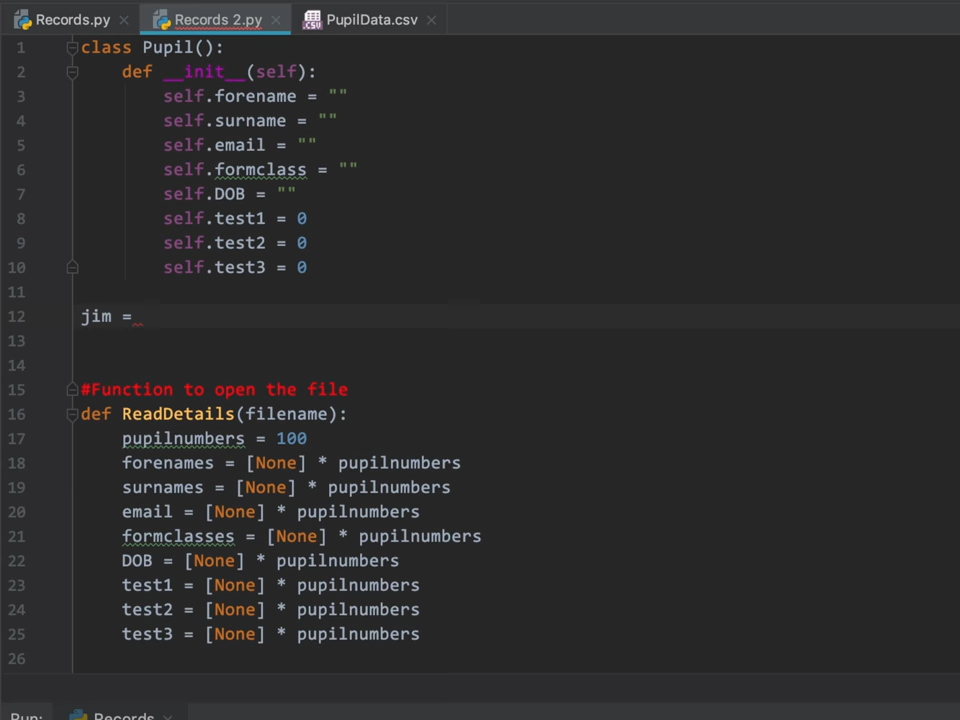 Records.py Records 2.py CSV PupilData.csv
1 class Pupil():
2 def __init__(self):
3 self.forename = ""
4 self.surname = ""
5 self.email = ""
6 self.formclass = ""
7 self.DOB = ""
8 self.test1 = 0
9 self.test2 = 0
10 self.test3 = 0
11
12 jim =
13
14
15 #Function to open the file
16 def ReadDetails(filename):
17 pupilnumbers = 100
18 forenames = [None] * pupilnumbers
19 surnames = [None] * pupilnumbers
20 email = [None] * pupilnumbers
21 formclasses = [None] * pupilnumbers
22 DOB = [None] * pupilnumbers
23 test1 = [None] * pupilnumbers
24 test2 = [None] * pupilnumbers
25 test3 = [None] * pupilnumbers
26
Run: Records